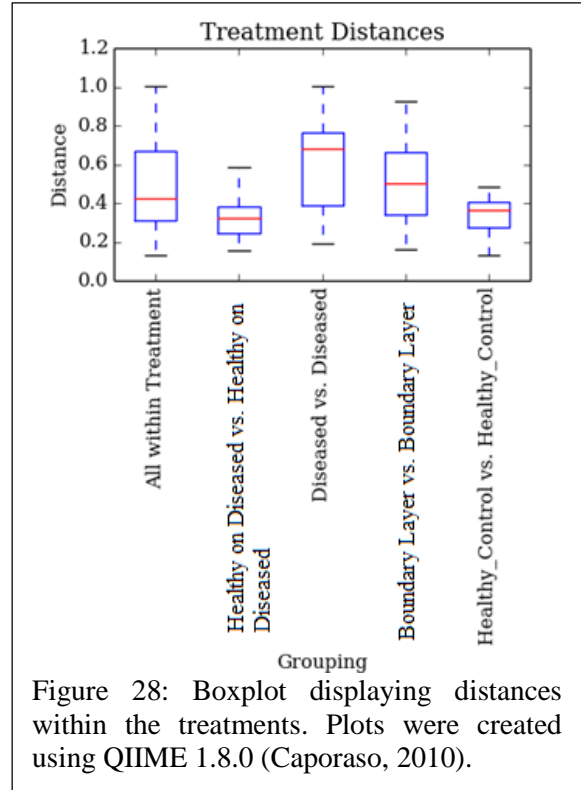 Treatment Distances
1.2
1.0
0.8
0.6
0.4
0.2
0.0
Distance
All within Treatment
Healthy on Diseased vs. Healthy on
Diseased
Diseased vs. Diseased
Boundary Layer vs. Boundary Layer
Healthy_Control vs. Healthy_Control
Grouping
Figure 28: Boxplot displaying distances
within the treatments. Plots were created
using QIIME 1.8.0 (Caporaso, 2010).